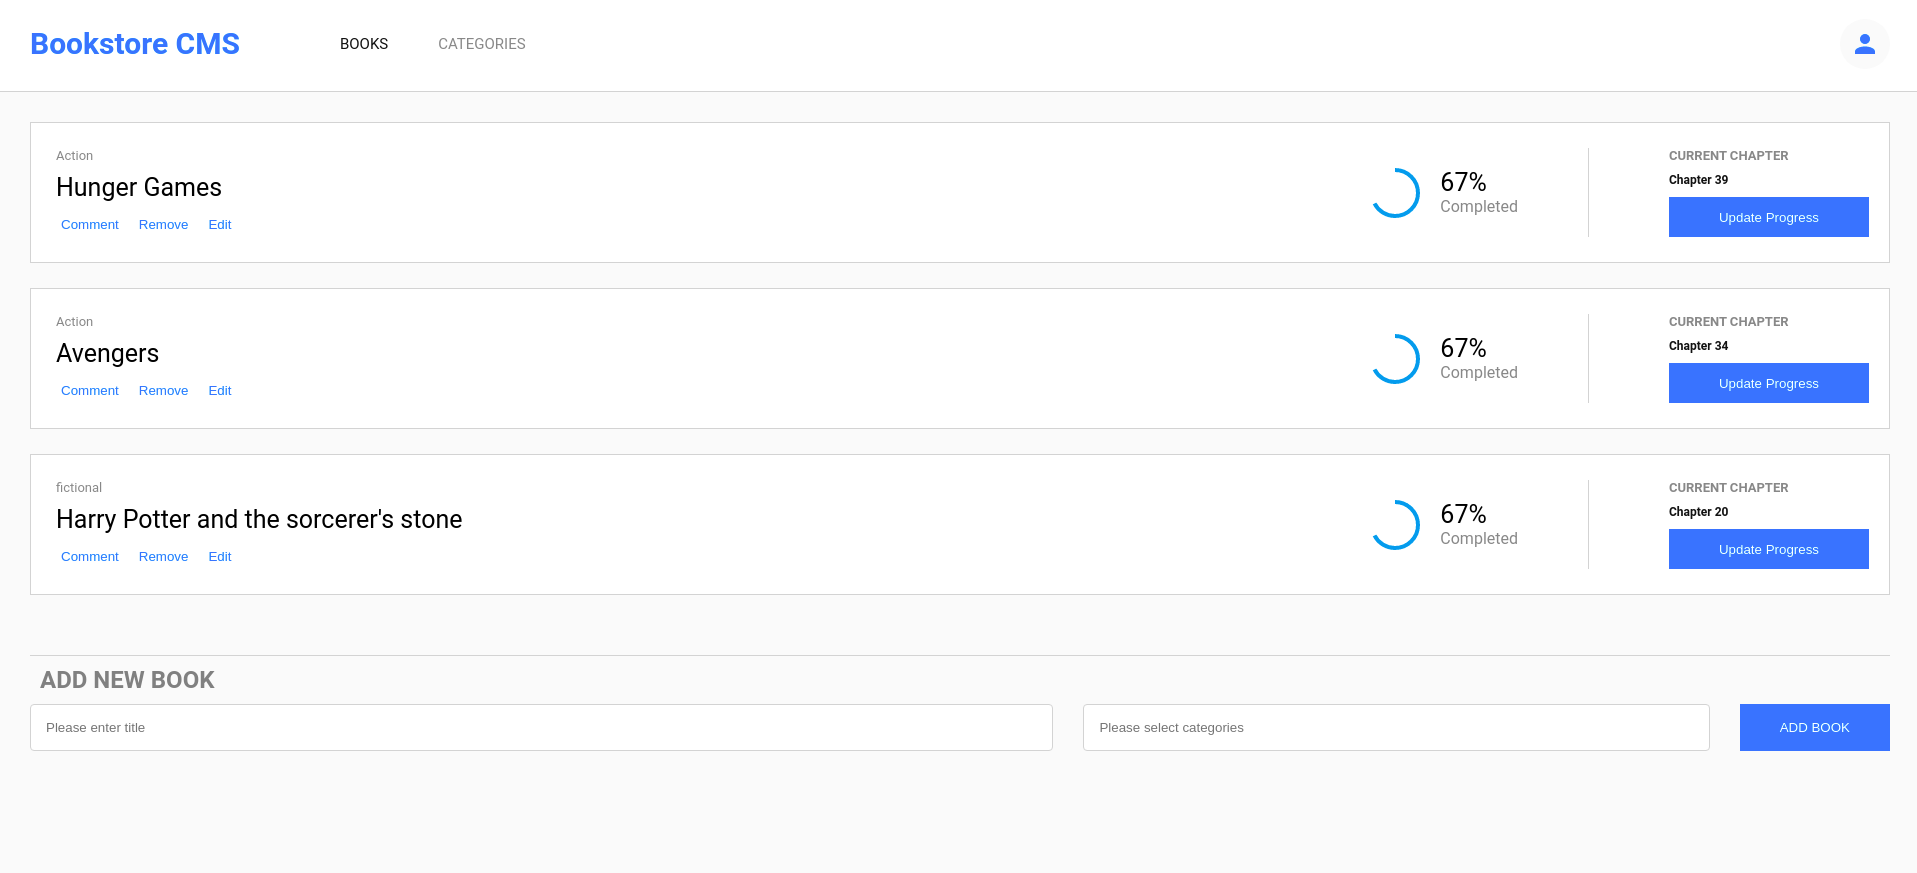 Bookstore CMS BOOKS CATEGORIES
Action
Hunger Games
Comment Remove Edit
67%
Completed
CURRENT CHAPTER
Chapter 39
Update Progress
Action
Avengers
Comment Remove Edit
67%
Completed
CURRENT CHAPTER
Chapter 34
Update Progress
fictional
Harry Potter and the sorcerer's stone
Comment Remove Edit
67%
Completed
CURRENT CHAPTER
Chapter 20
Update Progress
ADD NEW BOOK
Please enter title
Please select categories
ADD BOOK